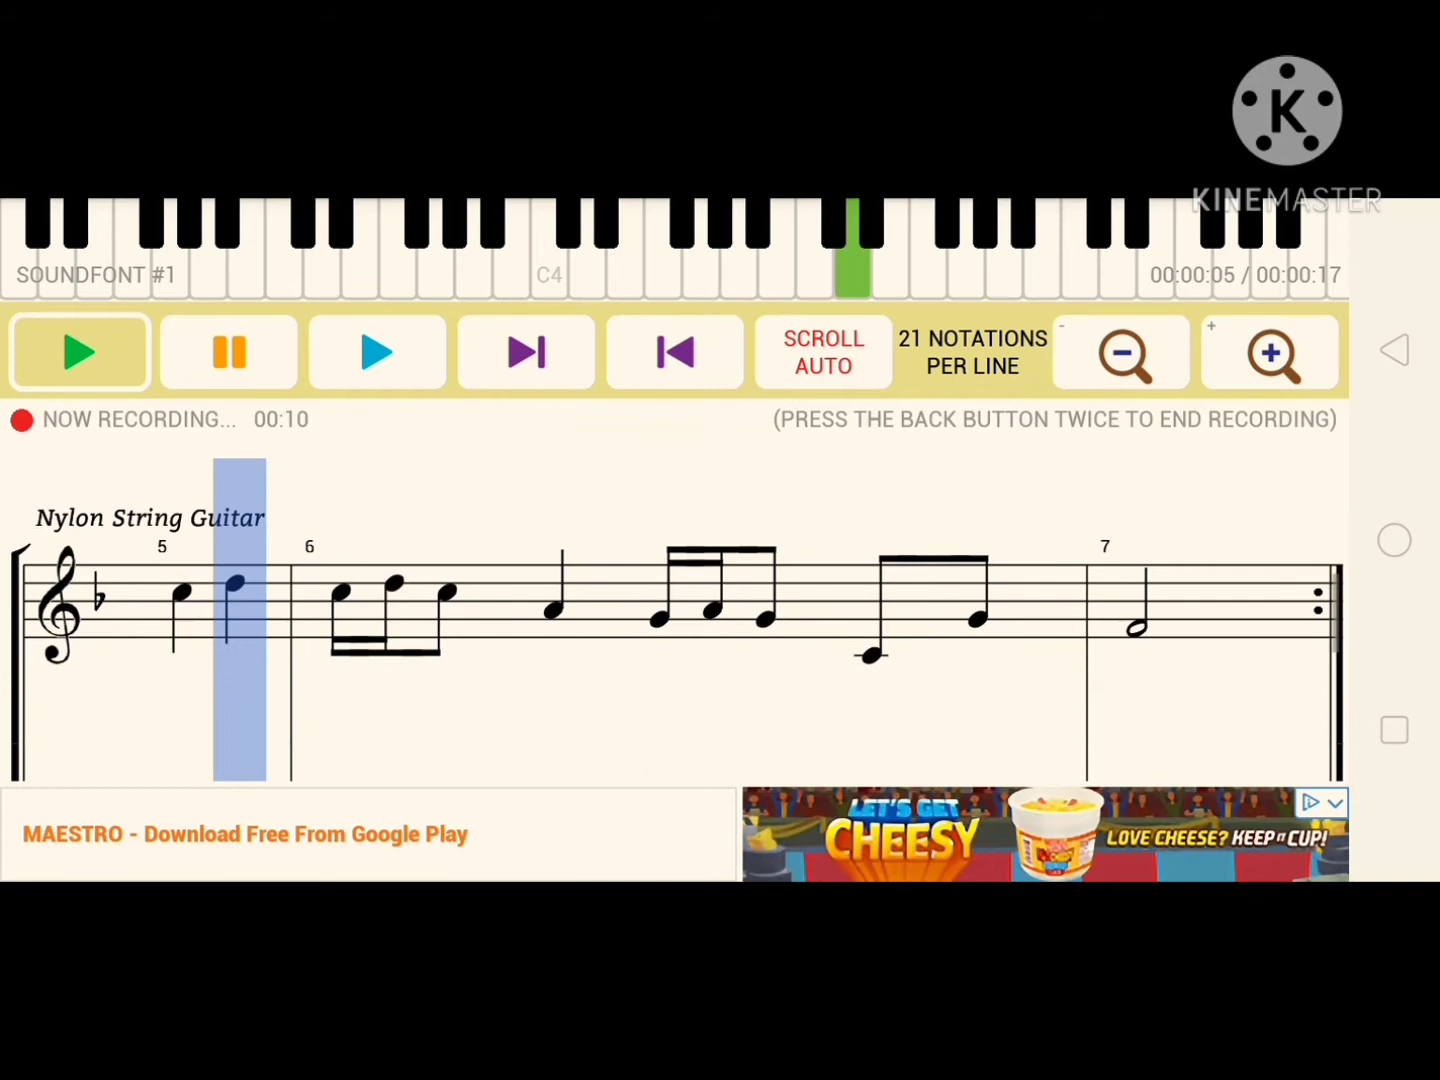 KINEMASTER
SOUNDFONT #1
C4
00:00:05 / 00:00:17
SCROLL AUTO
21 NOTATIONS PER LINE
-
+
NOW RECORDING... 00:10
(PRESS THE BACK BUTTON TWICE TO END RECORDING)
Nylon String Guitar
5
6
7
MAESTRO - Download Free From Google Play
LET'S GET
CHEESY
LOVE CHEESE? KEEP IT CUP!